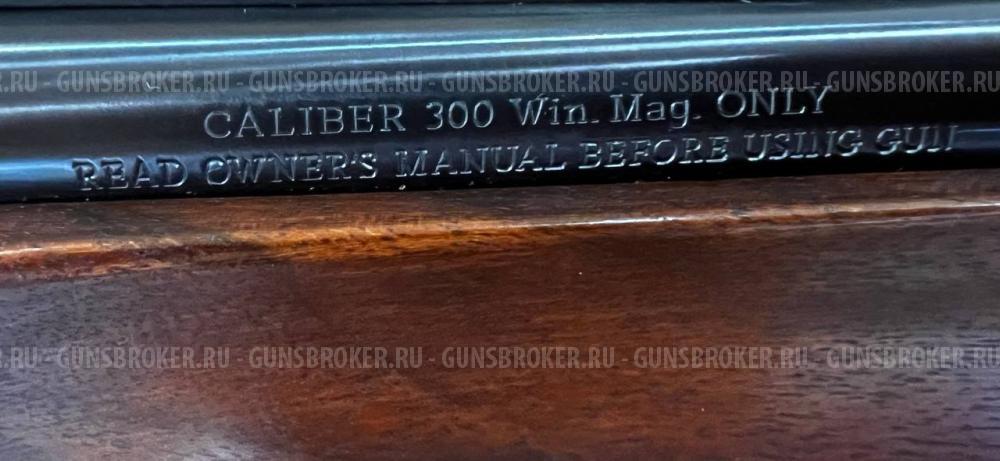 .RU - GUNSBROKER.RU - GUNSBROKER.RU - GUNSBROKER.RU - GUNSBROKER.RU - GUNSBROKER
CALIBER 300 Win. Mag. ONLY
READ OWNER'S MANUAL BEFORE USING GUN
.RU - GUNSBROKER.RU - GUNSBROKER.RU - GUNSBROKER.RU - GUNSBROKER.RU - GUNSBROKER